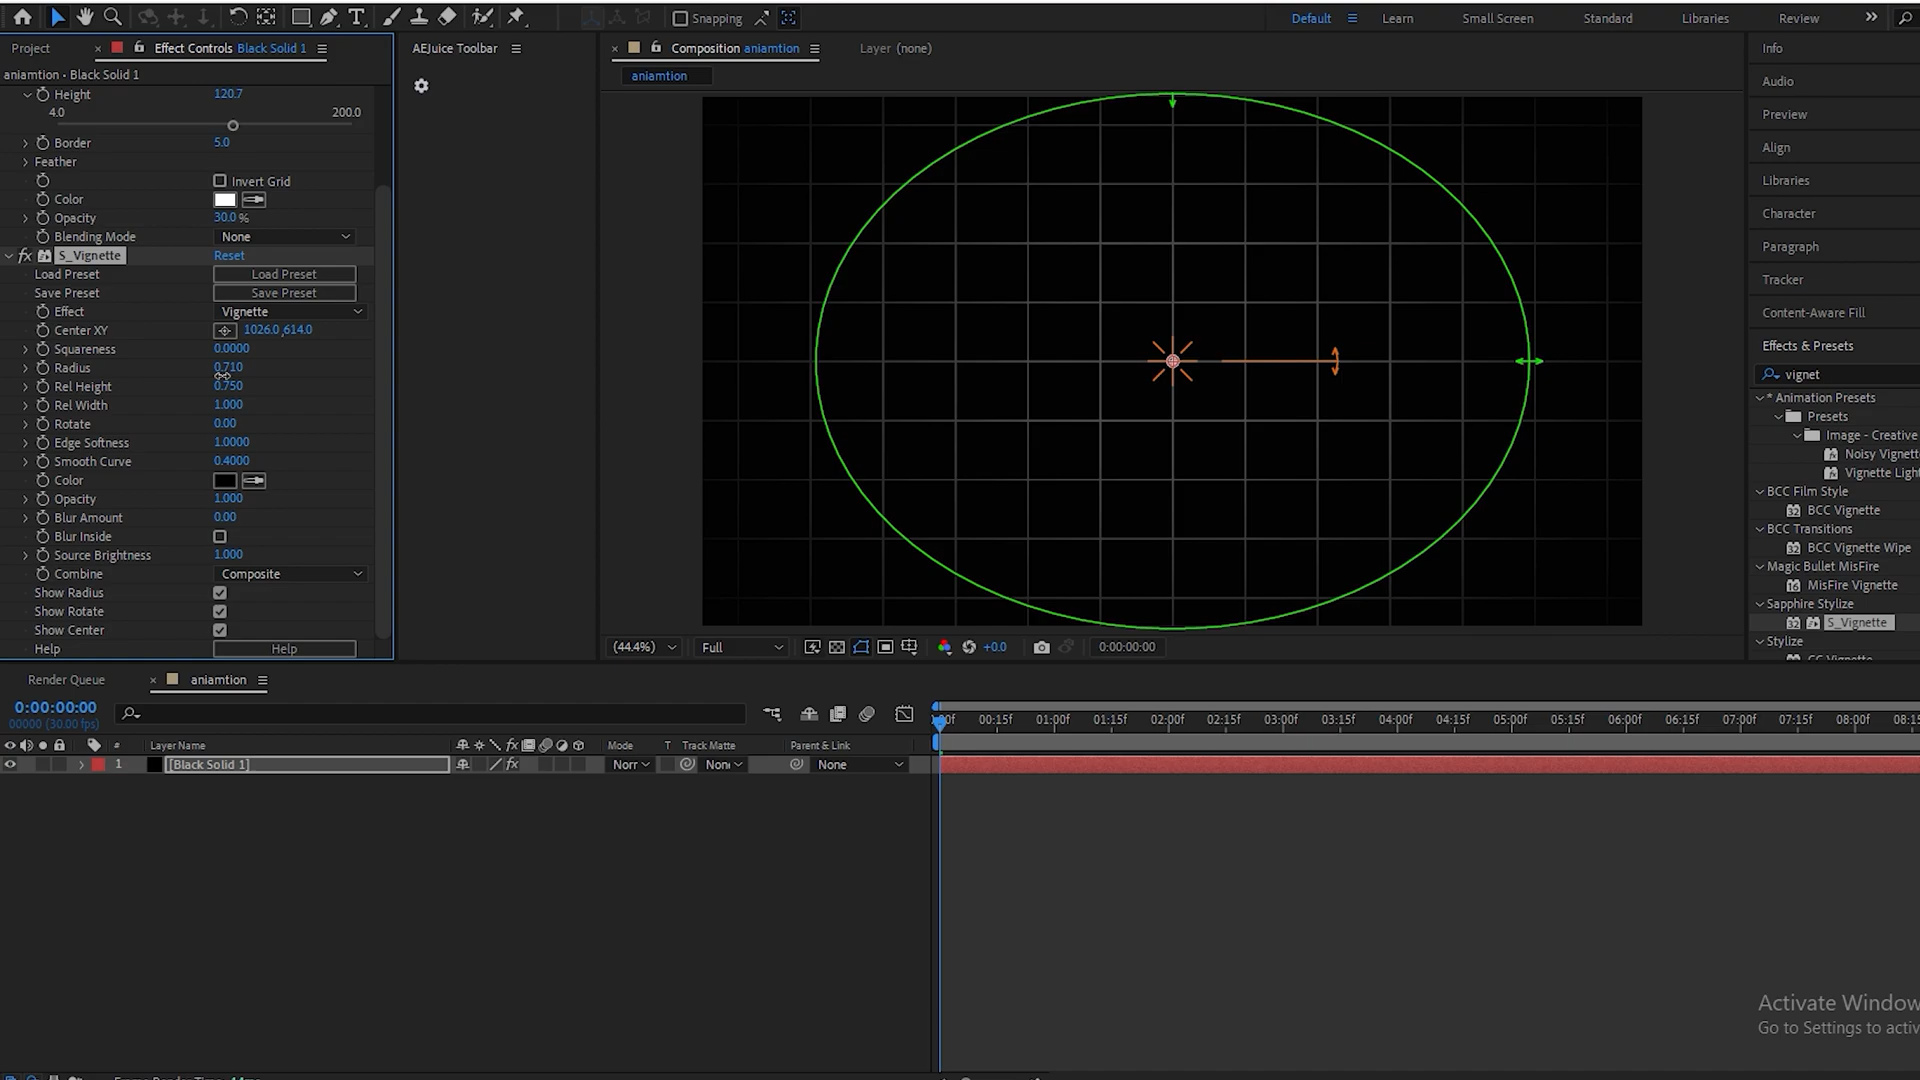 Snapping
Default
Learn
Small Screen
Standard
Libraries
Review
Project
Effect Controls Black Solid 1
AEJuice Toolbar
Composition aniamtion
Layer (none)
aniamtion • Black Solid 1
aniamtion
Height 120.7
4.0 200.0
Border 5.0
Feather
Invert Grid
Color
Opacity 30.0 %
Blending Mode None
fx S_Vignette Reset
Load Preset Load Preset
Save Preset Save Preset
Effect Vignette
Center XY 1026.0,614.0
Squareness 0.0000
Radius 0.710
Rel Height 0.750
Rel Width 1.000
Rotate 0.00
Edge Softness 1.0000
Smooth Curve 0.4000
Color
Opacity 1.000
Blur Amount 0.00
Blur Inside
Source Brightness 1.000
Combine Composite
Show Radius
Show Rotate
Show Center
Help Help
(44.4%) Full +0.0 0:00:00:00
Info
Audio
Preview
Align
Libraries
Character
Paragraph
Tracker
Content-Aware Fill
Effects & Presets
vignet
* Animation Presets
Presets
Image - Creative
Noisy Vignett
Vignette Ligh
BCC Film Style
BCC Vignette
BCC Transitions
BCC Vignette Wipe
Magic Bullet MisFire
MisFire Vignette
Sapphire Stylize
S_Vignette
Stylize
Render Queue
aniamtion
0:00:00:00
00000 (30.00 fps)
00:15f 01:00f 01:15f 02:00f 02:15f 03:00f 03:15f 04:00f 04:15f 05:00f 05:15f 06:00f 06:15f 07:00f 07:15f 08:00f 08:15
# Layer Name Mode T Track Matte Parent & Link
1 [Black Solid 1] Norr Non None
Activate Window
Go to Settings to activ